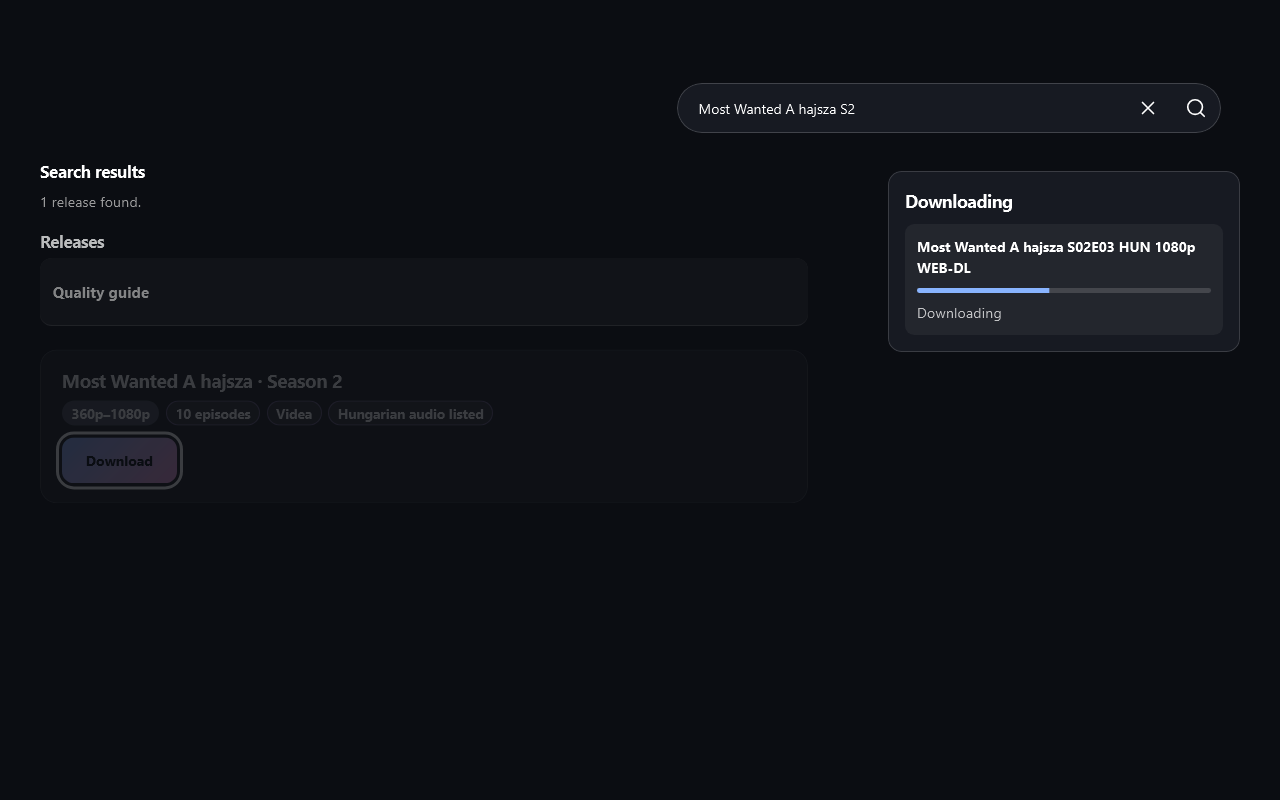 Most Wanted A hajsza S2
Search results
1 release found.
Releases
Quality guide
Most Wanted A hajsza · Season 2
360p–1080p
10 episodes
Videa
Hungarian audio listed
Download
Downloading
Most Wanted A hajsza S02E03 HUN 1080p
WEB-DL
Downloading